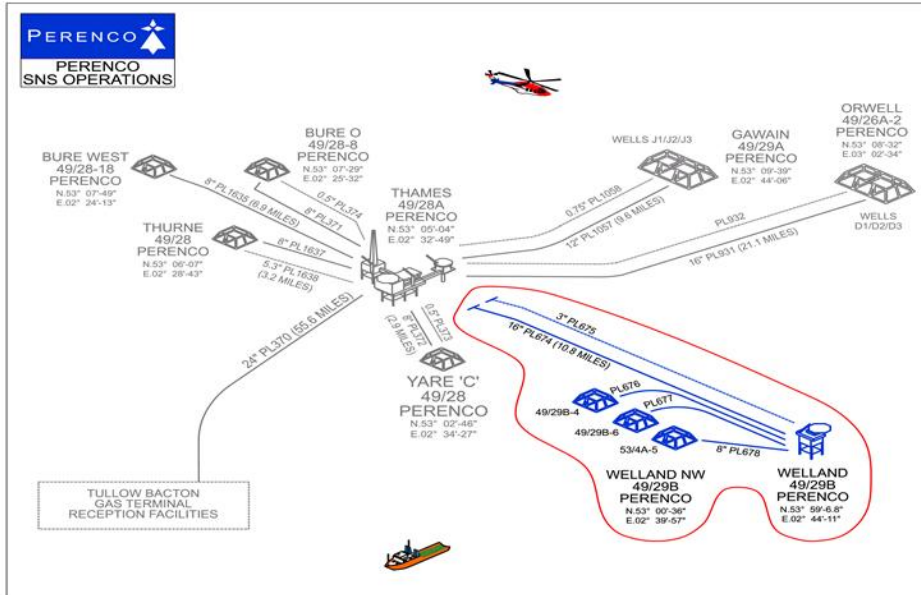 PERENCO
PERENCO
SNS OPERATIONS
BURE O
49/28-8
PERENCO
N.53° 07'-29"
E.02° 25'-32"
BURE WEST
49/28-18
PERENCO
N.53° 07'-49"
E.02° 24'-13"
THURNE
49/28
PERENCO
N.53° 06'-07"
E.02° 28'-43"
0.5" PL374
8" PL371
8" PL1635 (6.9 MILES)
8" PL1637
5.3" PL1638
(3.2 MILES)
THAMES
49/28A
PERENCO
N.53° 05'-04"
E.02° 32'-49"
WELLS J1/J2/J3
GAWAIN
49/29A
PERENCO
N.53° 09'-39"
E.02° 44'-06"
ORWELL
49/26A-2
PERENCO
N.53° 08'-32"
E.03° 02'-34"
WELLS
D1/D2/D3
0.75" PL1058
12" PL1057 (9.6 MILES)
PL932
16" PL931 (21.1 MILES)
24" PL370 (55.6 MILES)
0.5" PL373
8" PL372
(2.9 MILES)
YARE 'C'
49/28
PERENCO
N.53° 02'-46"
E.02° 34'-27"
3" PL675
16" PL674 (10.8 MILES)
PL676
PL677
8" PL678
49/29B-4
49/29B-6
53/4A-5
WELLAND NW
49/29B
PERENCO
N.53° 00'-36"
E.02° 39'-57"
WELLAND
49/29B
PERENCO
N.53° 59'-6.8"
E.02° 44'-11"
TULLOW BACTON
GAS TERMINAL
RECEPTION FACILITIES